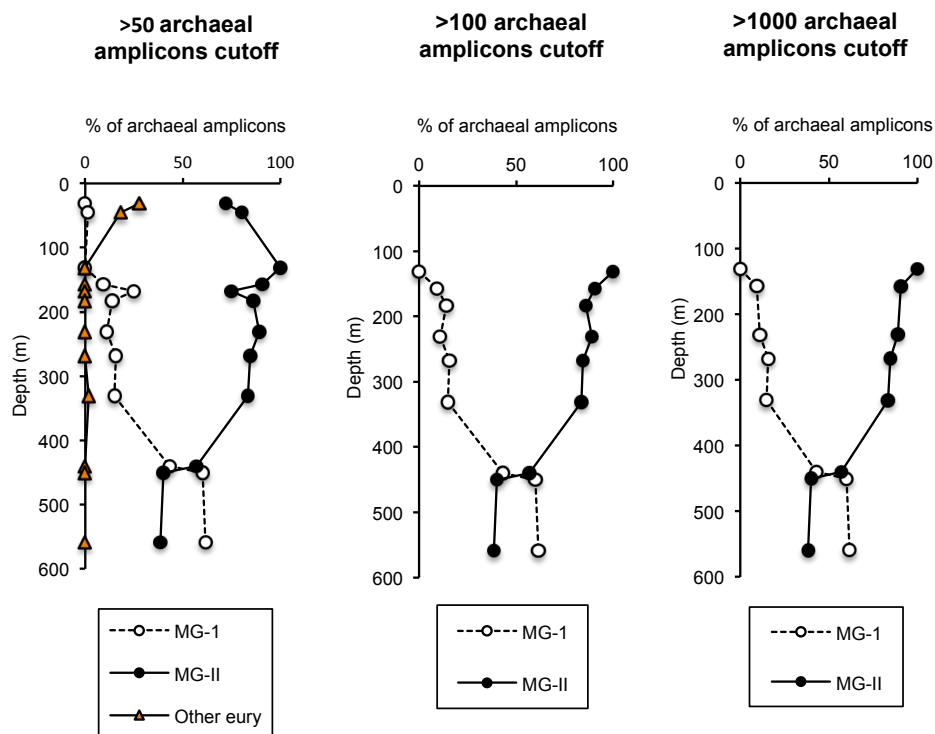 >50 archaeal
amplicons cutoff
% of archaeal amplicons
0 50 100
0
100
200
300
400
500
600
Depth (m)
MG-1
MG-II
Other eury
>100 archaeal
amplicons cutoff
% of archaeal amplicons
0 50 100
0
100
200
300
400
500
600
Depth (m)
MG-1
MG-II
>1000 archaeal
amplicons cutoff
% of archaeal amplicons
0 50 100
0
100
200
300
400
500
600
Depth (m)
MG-1
MG-II